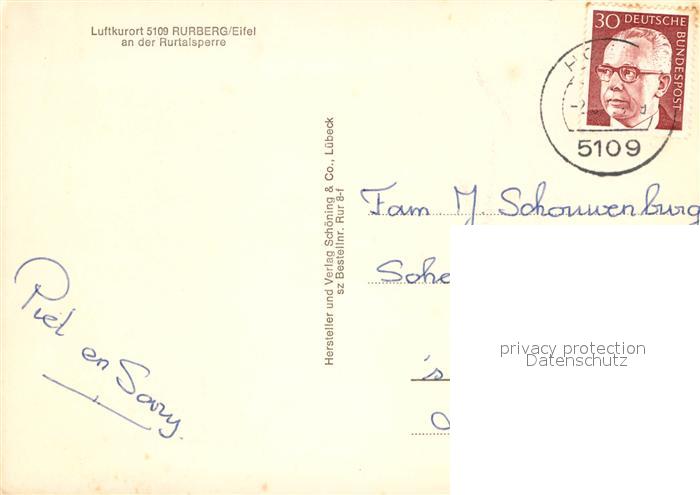 Luftkurort 5109 RURBERG/Eifel
an der Rurtalsperre
30 DEUTSCHE
BUNDESPOST
5109
Hersteller und Verlag Schöning & Co., Lübeck
sz Bestellnr. Rur 8-f
Fam M. Schouwenburg
Sche
's
Piet en Sary
privacy protection
Datenschutz